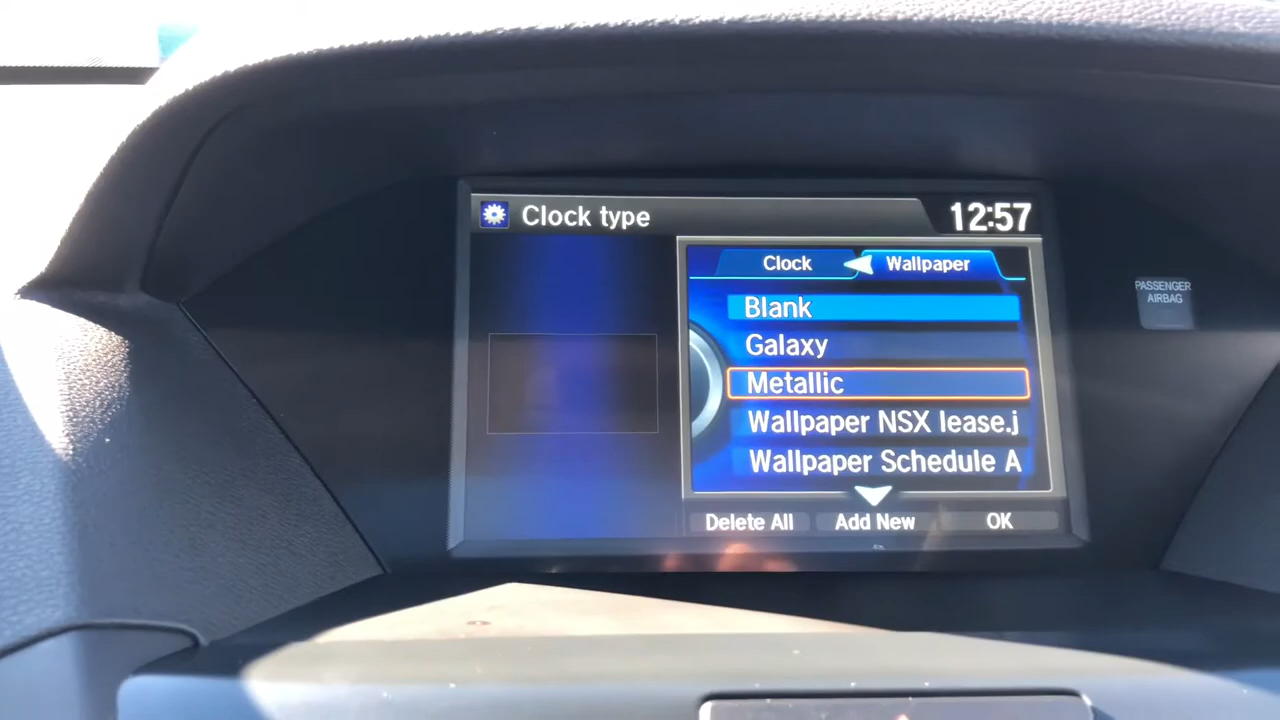 Clock type
12:57
Clock
Wallpaper
Blank
Galaxy
Metallic
Wallpaper NSX lease.j
Wallpaper Schedule A
Delete All
Add New
OK
PASSENGER
AIRBAG